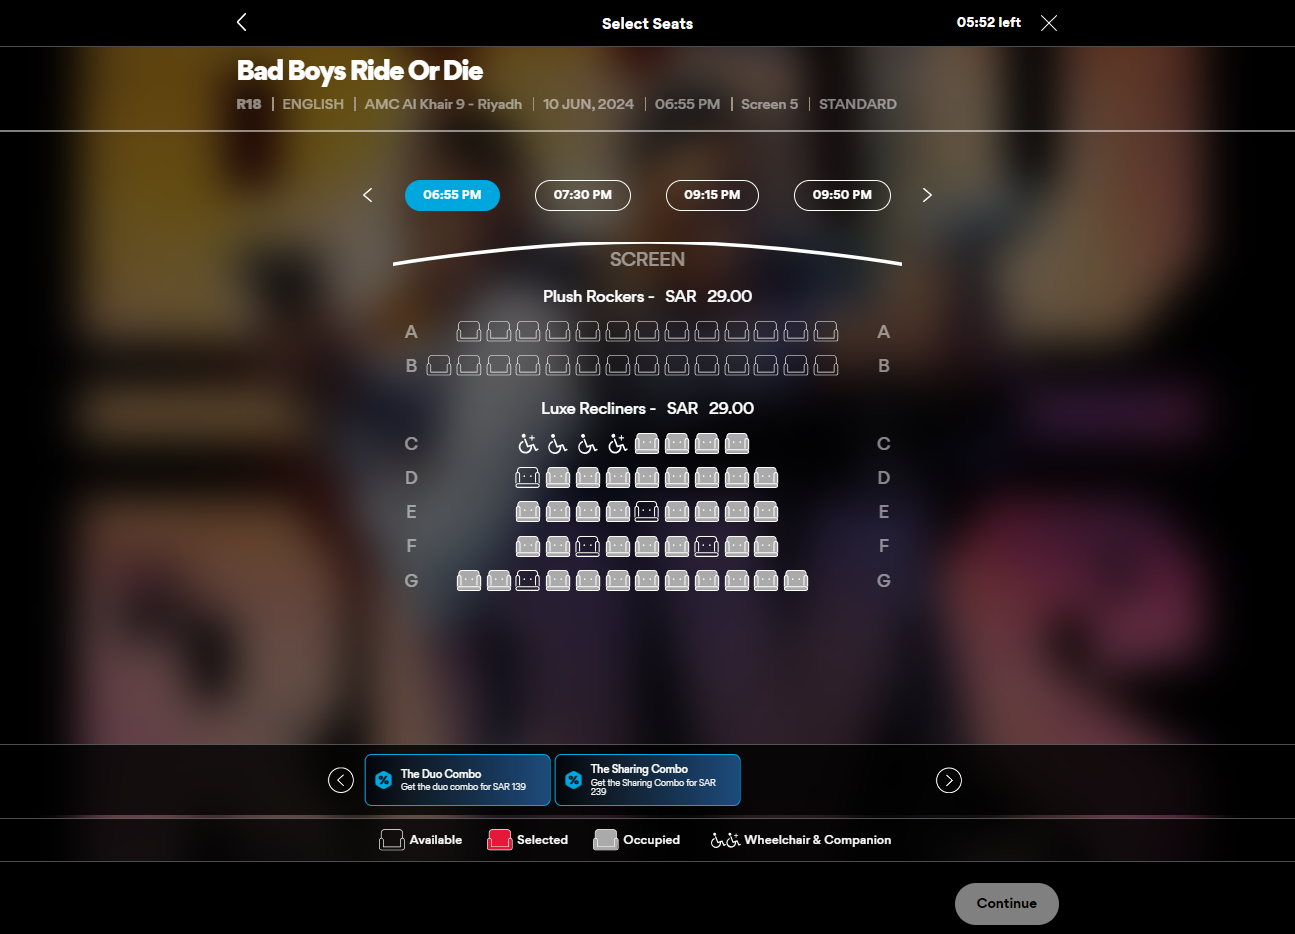 Select Seats
05:52 left
Bad Boys Ride Or Die
R18 | ENGLISH | AMC Al Khair 9 - Riyadh | 10 JUN, 2024 | 06:55 PM | Screen 5 | STANDARD
06:55 PM 07:30 PM 09:15 PM 09:50 PM
SCREEN
Plush Rockers - SAR 29.00
A A
B B
Luxe Recliners - SAR 29.00
C C
D D
E E
F F
G G
The Duo Combo
Get the duo combo for SAR 139
The Sharing Combo
Get the Sharing Combo for SAR
239
Available Selected Occupied Wheelchair & Companion
Continue